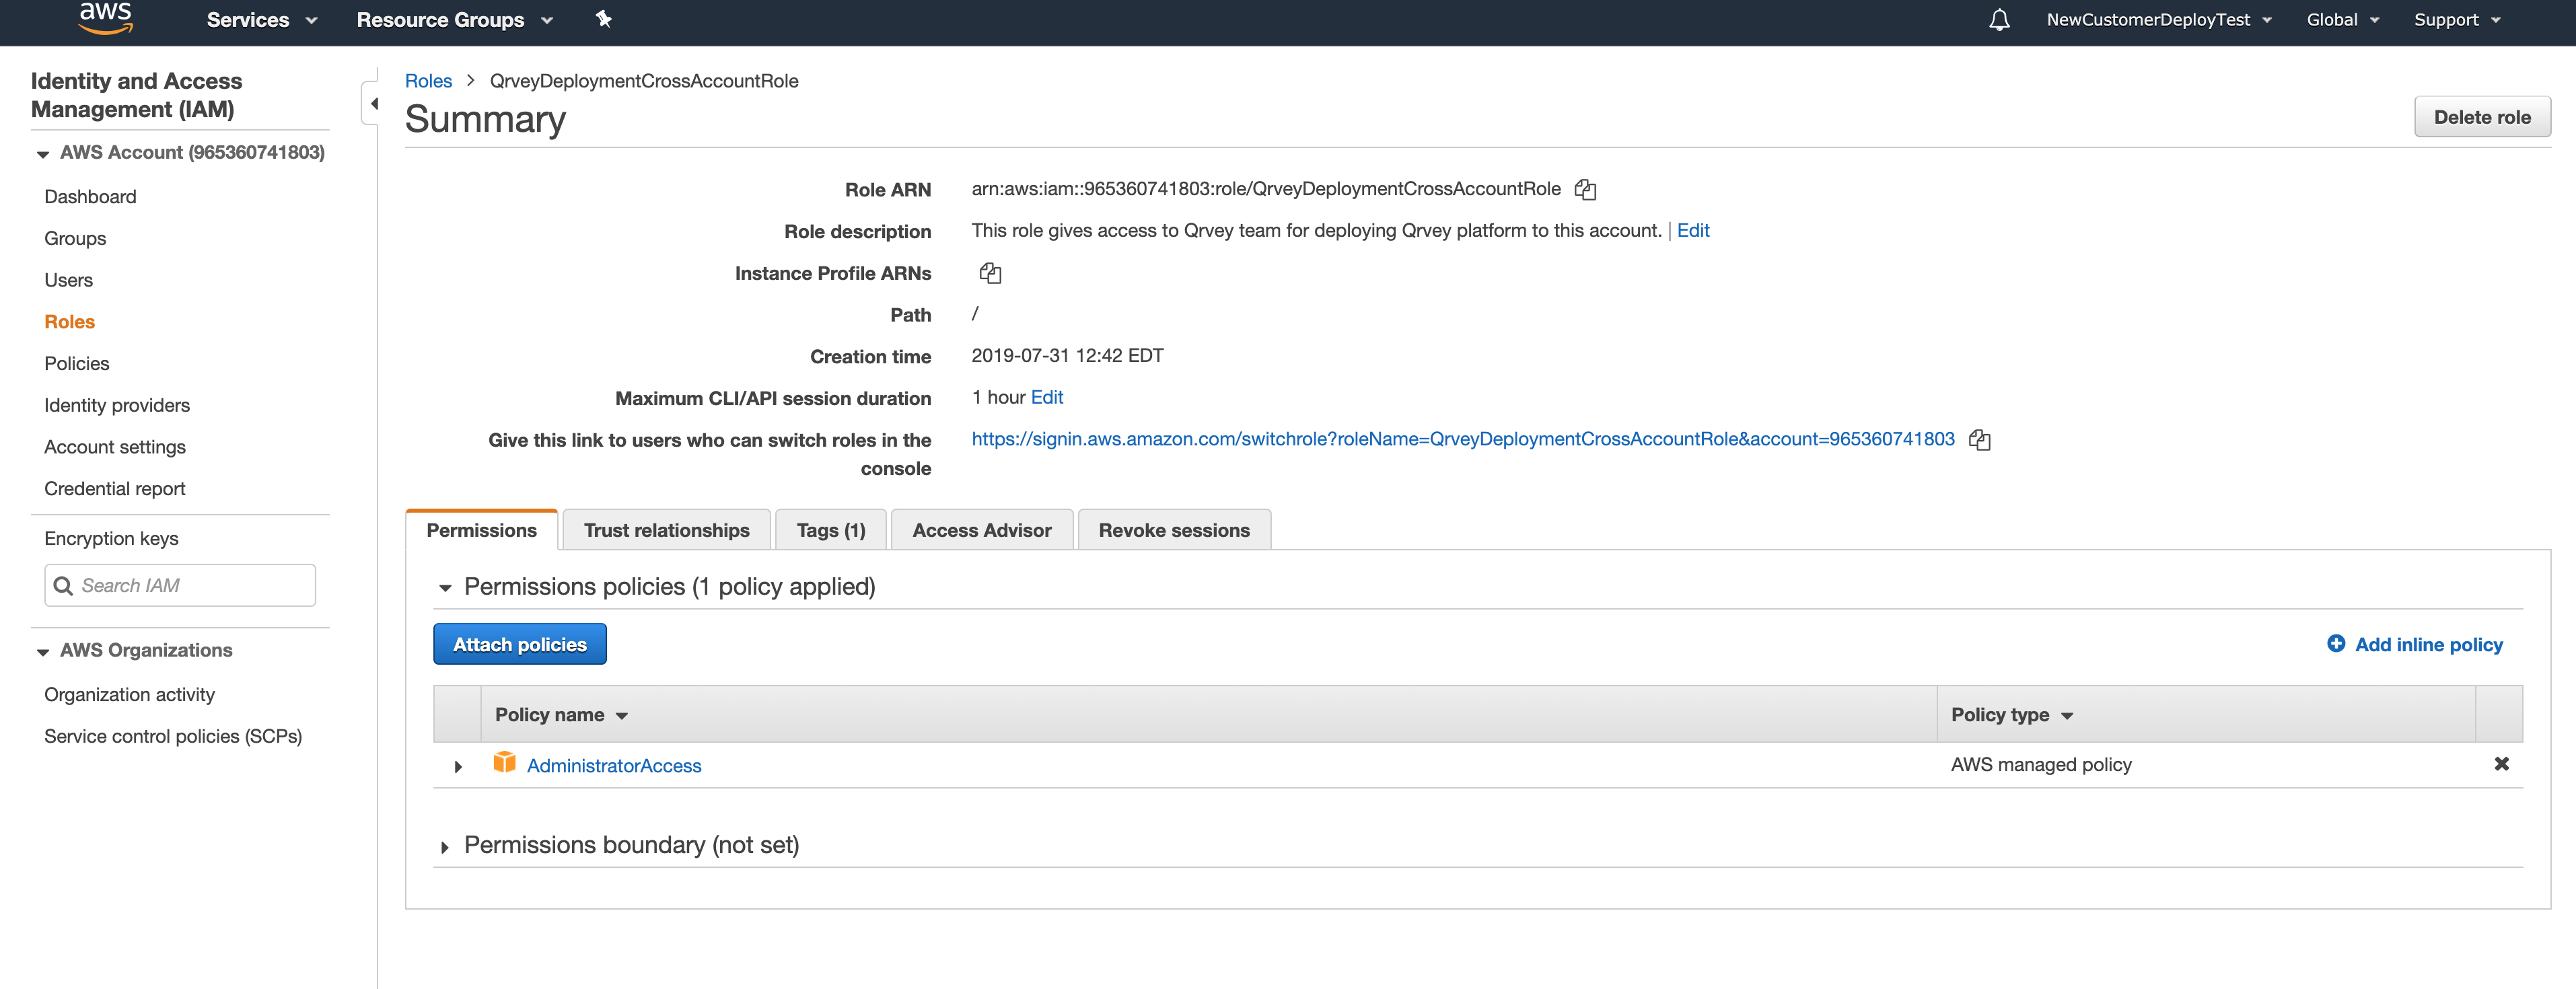 aws Services Resource Groups NewCustomerDeployTest Global Support
Identity and Access
Management (IAM)
AWS Account (965360741803)
Dashboard
Groups
Users
Roles
Policies
Identity providers
Account settings
Credential report
Encryption keys
Search IAM
AWS Organizations
Organization activity
Service control policies (SCPs)
Roles > QrveyDeploymentCrossAccountRole
Summary
Delete role
Role ARN arn:aws:iam::965360741803:role/QrveyDeploymentCrossAccountRole
Role description This role gives access to Qrvey team for deploying Qrvey platform to this account. | Edit
Instance Profile ARNs
Path /
Creation time 2019-07-31 12:42 EDT
Maximum CLI/API session duration 1 hour Edit
Give this link to users who can switch roles in the https://signin.aws.amazon.com/switchrole?roleName=QrveyDeploymentCrossAccountRole&account=965360741803
console
Permissions Trust relationships Tags (1) Access Advisor Revoke sessions
Permissions policies (1 policy applied)
Attach policies Add inline policy
Policy name Policy type
AdministratorAccess AWS managed policy
Permissions boundary (not set)